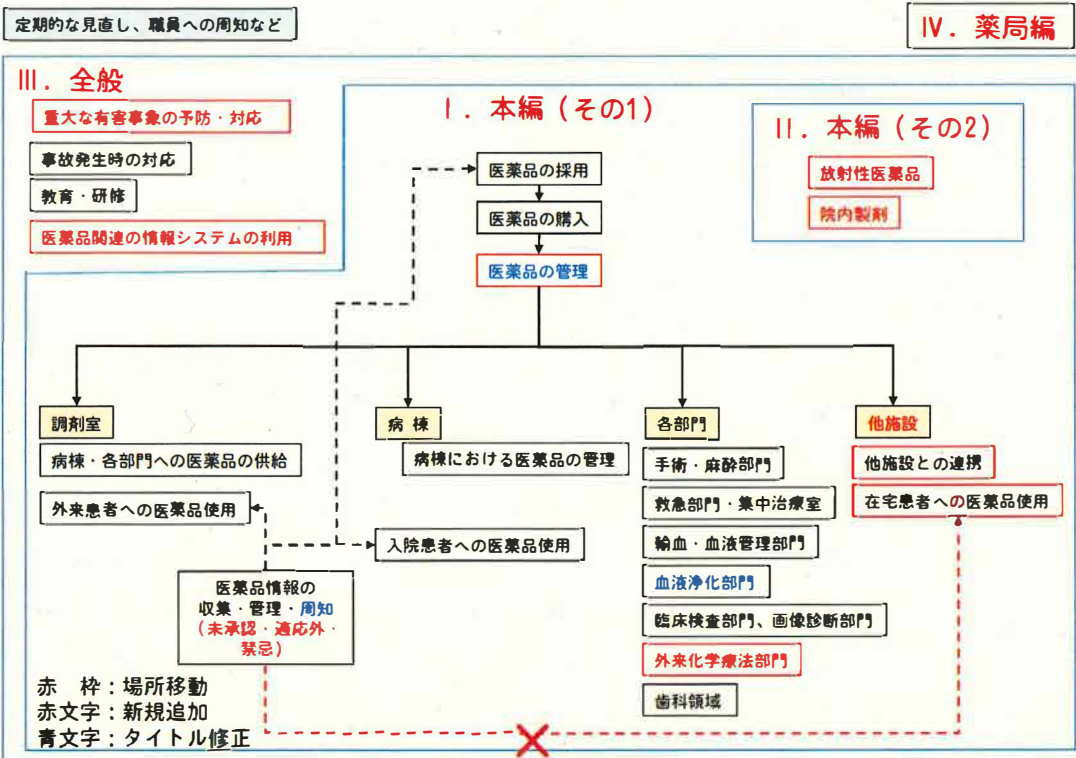 定期的な見直し、職員への周知など
IV. 薬局編
III. 全般
重大な有害事象の予防・対応
事故発生時の対応
教育・研修
医薬品関連の情報システムの利用
I. 本編（その1）
医薬品の採用
医薬品の購入
医薬品の管理
II. 本編（その2）
放射性医薬品
院内製剤
調剤室
病棟・各部門への医薬品の供給
外来患者への医薬品使用
病 棟
病棟における医薬品の管理
入院患者への医薬品使用
各部門
手術・麻酔部門
救急部門・集中治療室
輸血・血液管理部門
血液浄化部門
臨床検査部門、画像診断部門
外来化学療法部門
歯科領域
他施設
他施設との連携
在宅患者への医薬品使用
医薬品情報の
収集・管理・周知
（未承認・適応外・
禁忌）
赤　枠：場所移動
赤文字：新規追加
青文字：タイトル修正